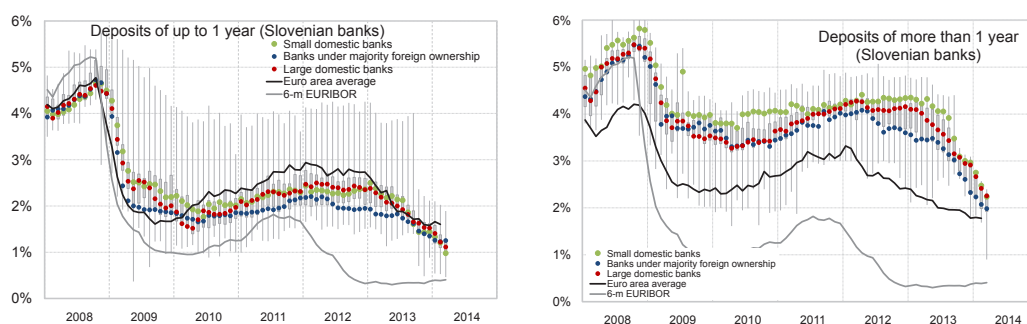 Deposits of up to 1 year (Slovenian banks)
Small domestic banks
Banks under majority foreign ownership
Large domestic banks
Euro area average
6-m EURIBOR
6%
5%
4%
3%
2%
1%
0%
2008 2009 2010 2011 2012 2013 2014
Deposits of more than 1 year
(Slovenian banks)
6%
5%
4%
3%
2%
1%
0%
Small domestic banks
Banks under majority foreign ownership
Large domestic banks
Euro area average
6-m EURIBOR
2008 2009 2010 2011 2012 2013 2014